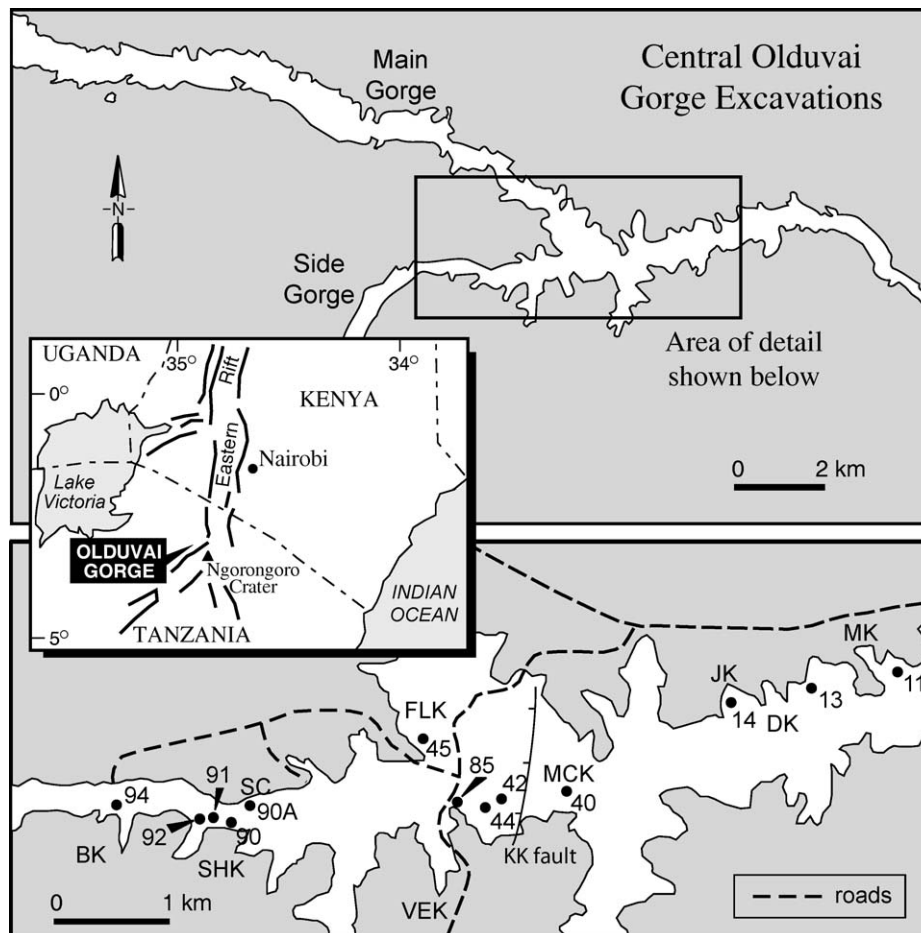 Central Olduvai
Gorge Excavations
Main
Gorge
N
Side
Gorge
Area of detail
shown below
0 2 km
UGANDA
35°
34°
0°
Rift
Eastern
KENYA
Nairobi
Lake
Victoria
OLDUVAI
GORGE
Ngorongoro
Crater
INDIAN
OCEAN
TANZANIA
5°
MK
11
JK
14
DK
13
FLK
45
85
42
44
MCK
40
KK fault
91
SC
90A
94
92
90
BK
SHK
VEK
0 1 km
roads